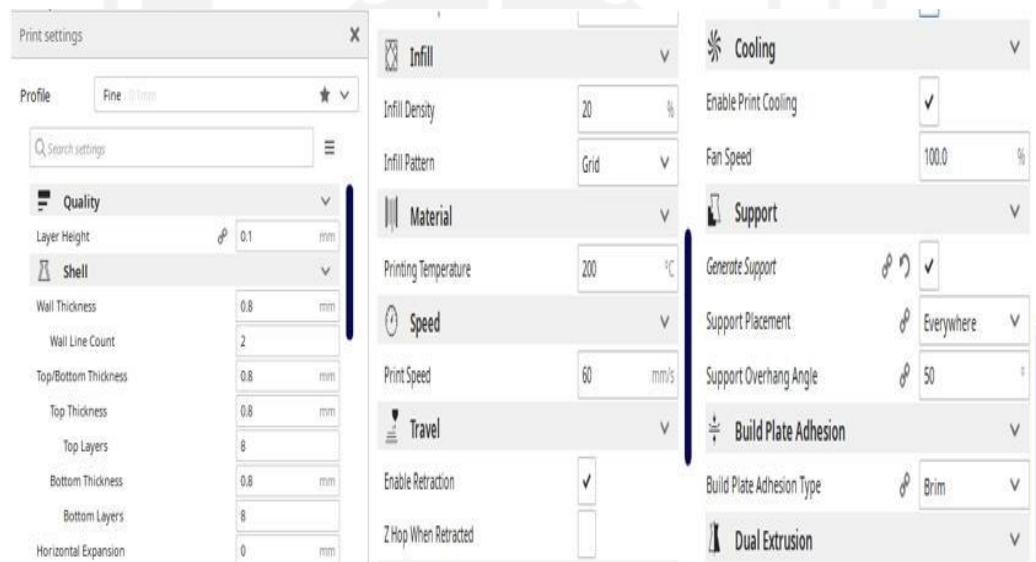 Print settings X
Profile Fine 0.1mm
Search settings
Quality
Layer Height 0.1 mm
Shell
Wall Thickness 0.8 mm
Wall Line Count 2
Top/Bottom Thickness 0.8 mm
Top Thickness 0.8 mm
Top Layers 8
Bottom Thickness 0.8 mm
Bottom Layers 8
Horizontal Expansion 0 mm
Infill
Infill Density 20 %
Infill Pattern Grid
Material
Printing Temperature 200 °C
Speed
Print Speed 60 mm/s
Travel
Enable Retraction
Z Hop When Retracted
Cooling
Enable Print Cooling
Fan Speed 100.0 %
Support
Generate Support
Support Placement Everywhere
Support Overhang Angle 50 °
Build Plate Adhesion
Build Plate Adhesion Type Brim
Dual Extrusion